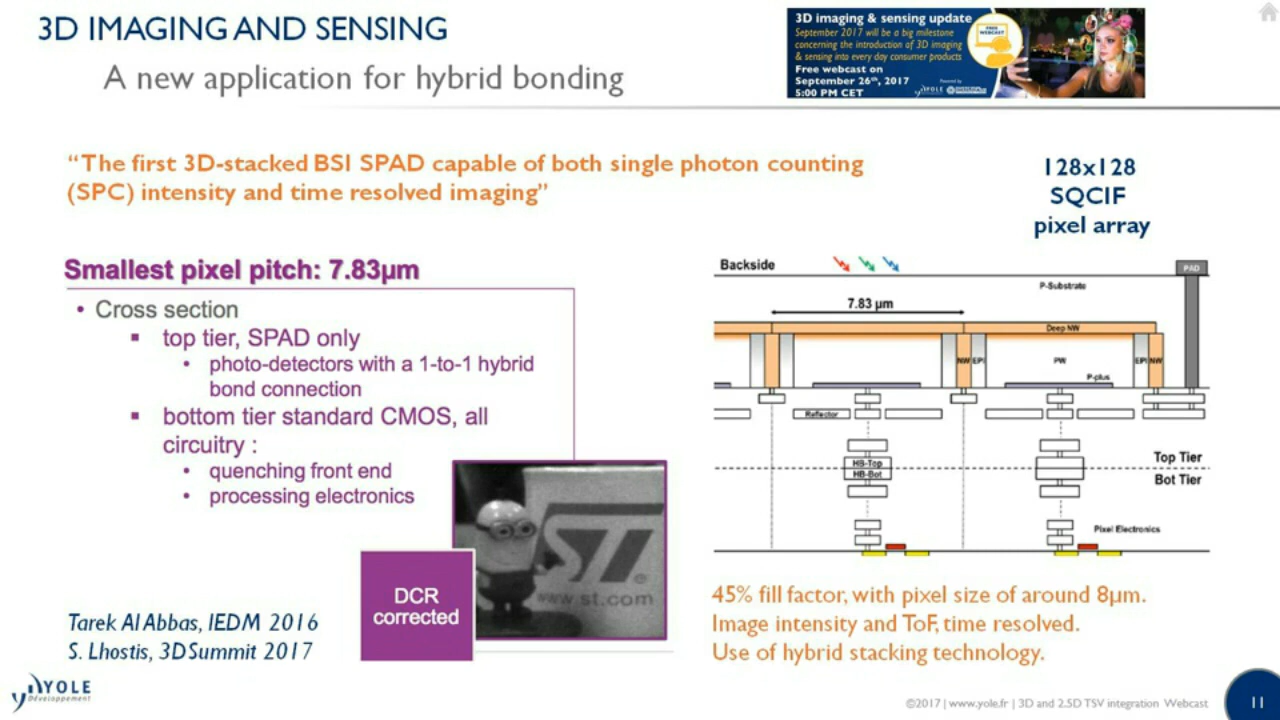 3D IMAGING AND SENSING
A new application for hybrid bonding
3D imaging & sensing update
September 2017 will be a big milestone
concerning the introduction of 3D imaging
& sensing into every day consumer products
Free webcast on
September 26th, 2017
5:00 PM CET
FREE
WEBCAST
Powered by
YOLE
“The first 3D-stacked BSI SPAD capable of both single photon counting
(SPC) intensity and time resolved imaging”
128x128
SQCIF
pixel array
Smallest pixel pitch: 7.83µm
• Cross section
▪ top tier, SPAD only
• photo-detectors with a 1-to-1 hybrid
bond connection
▪ bottom tier standard CMOS, all
circuitry :
• quenching front end
• processing electronics
DCR
corrected
ST
www.st.com
Backside
PAD
P-Substrate
7.83 µm
Deep NW
NW EPI
PW
EPI NW
P-plus
Reflector
HB-Top
HB-Bot
Top Tier
Bot Tier
Pixel Electronics
45% fill factor, with pixel size of around 8µm.
Image intensity and ToF, time resolved.
Use of hybrid stacking technology.
Tarek Al Abbas, IEDM 2016
S. Lhostis, 3D Summit 2017
YOLE
Développement
©2017 | www.yole.fr | 3D and 2.5D TSV integration Webcast
11